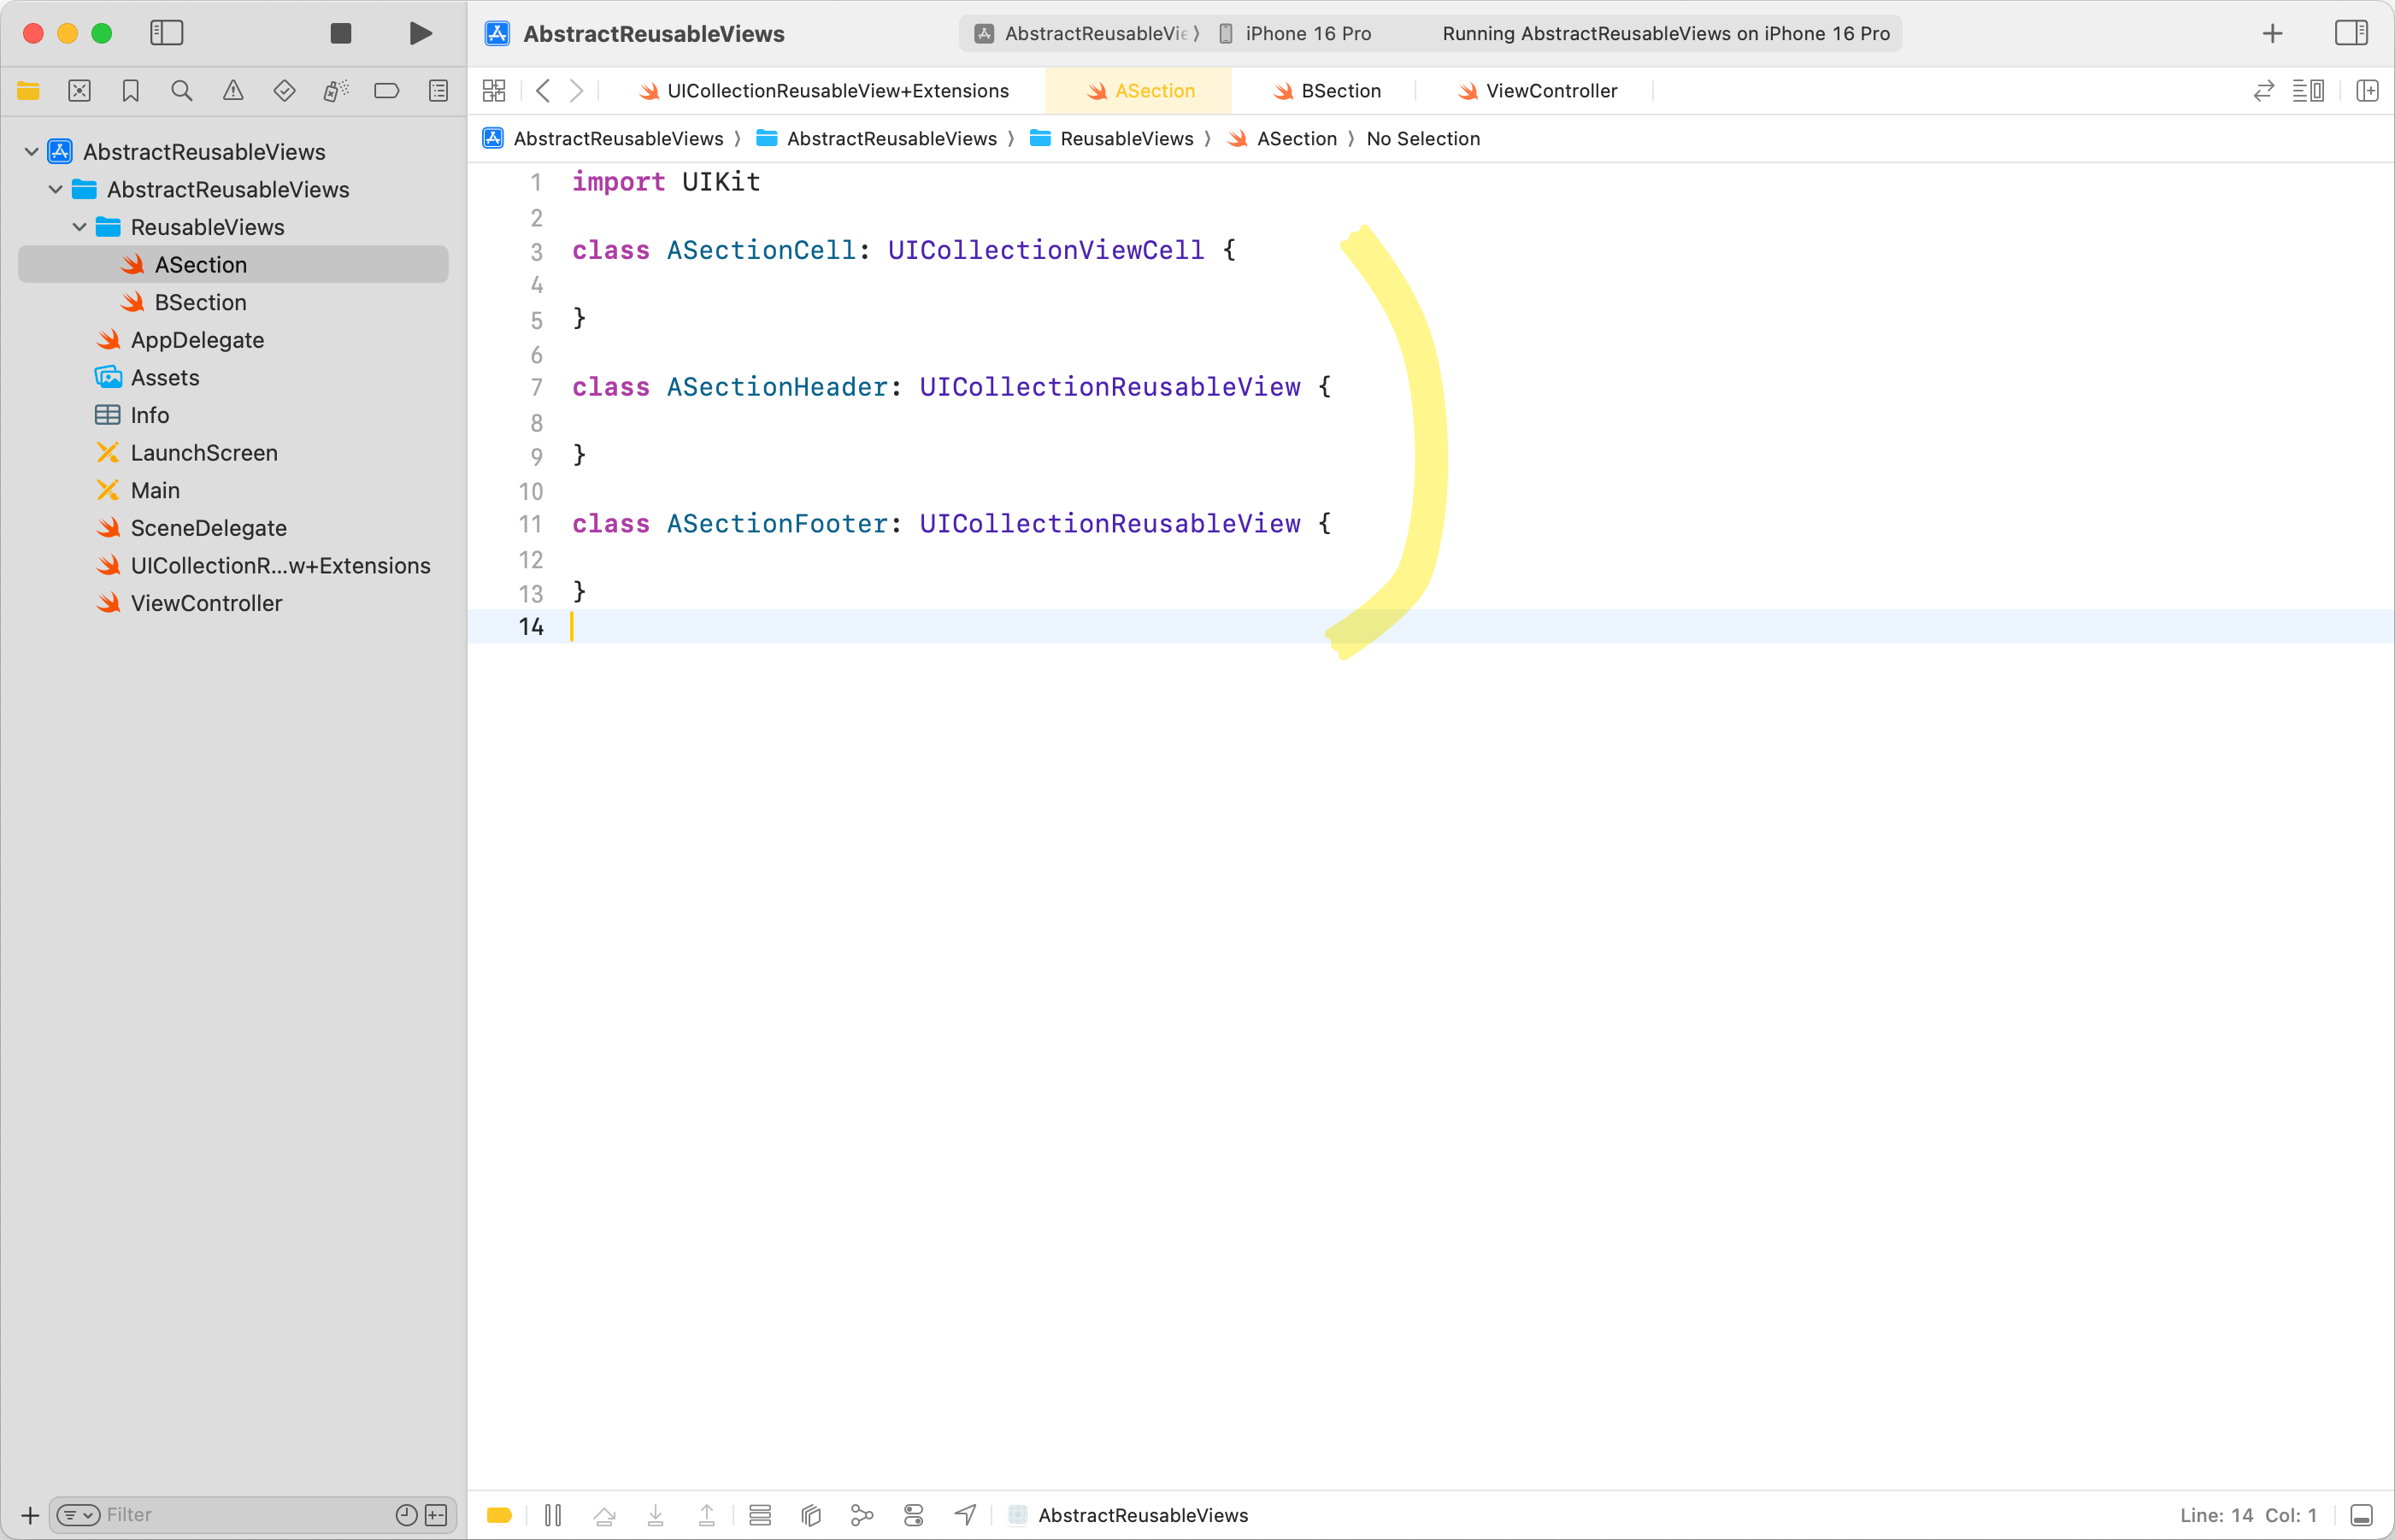 AbstractReusableViews
AbstractReusableVie
iPhone 16 Pro
Running AbstractReusableViews on iPhone 16 Pro
UICollectionReusableView+Extensions
ASection
BSection
ViewController
AbstractReusableViews
AbstractReusableViews
ReusableViews
ASection
No Selection
AbstractReusableViews
AbstractReusableViews
ReusableViews
ASection
BSection
AppDelegate
Assets
Info
LaunchScreen
Main
SceneDelegate
UICollectionR...w+Extensions
ViewController
1 import UIKit
2
3 class ASectionCell: UICollectionViewCell {
4
5 }
6
7 class ASectionHeader: UICollectionReusableView {
8
9 }
10
11 class ASectionFooter: UICollectionReusableView {
12
13 }
14
Filter
AbstractReusableViews
Line: 14 Col: 1